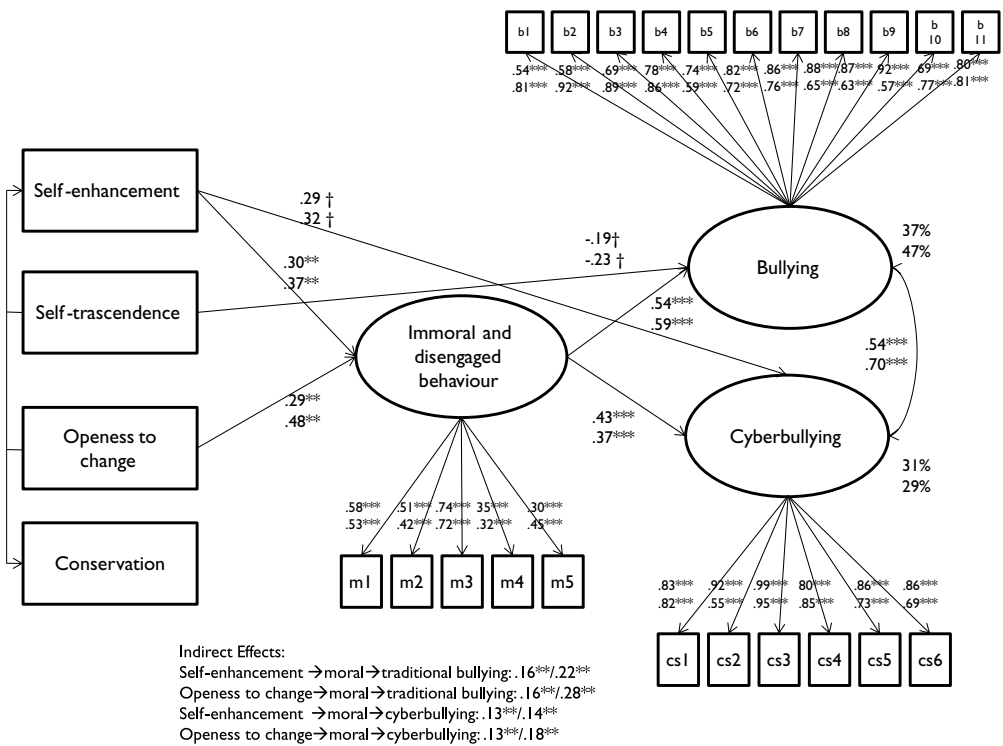 b1 b2 b3 b4 b5 b6 b7 b8 b9 b 10 b 11
.54*** .58*** .69*** .78*** .74*** .82*** .86*** .88*** .87*** .92*** .69*** .80***
.81*** .92*** .89*** .86*** .59*** .72*** .76*** .65*** .63*** .57*** .77*** .81***
Self-enhancement
.29 †
.32 †
.30**
.37**
-.19†
-.23 †
Bullying
37%
47%
Self-trascendence
Immoral and
disengaged
behaviour
.54***
.59***
.54***
.70***
.29**
.48**
Openess to
change
.43***
.37***
Cyberbullying
31%
29%
Conservation
.58*** .51*** .74*** .35*** .30***
.53*** .42*** .72*** .32*** .45***
m1 m2 m3 m4 m5
.83*** .92*** .99*** .80*** .86*** .86***
.82*** .55*** .95*** .85*** .73*** .69***
cs1 cs2 cs3 cs4 cs5 cs6
Indirect Effects:
Self-enhancement →moral→traditional bullying: .16**/.22**
Openess to change→moral→traditional bullying: .16**/.28**
Self-enhancement →moral→cyberbullying: .13**/.14**
Openess to change→moral→cyberbullying: .13**/.18**